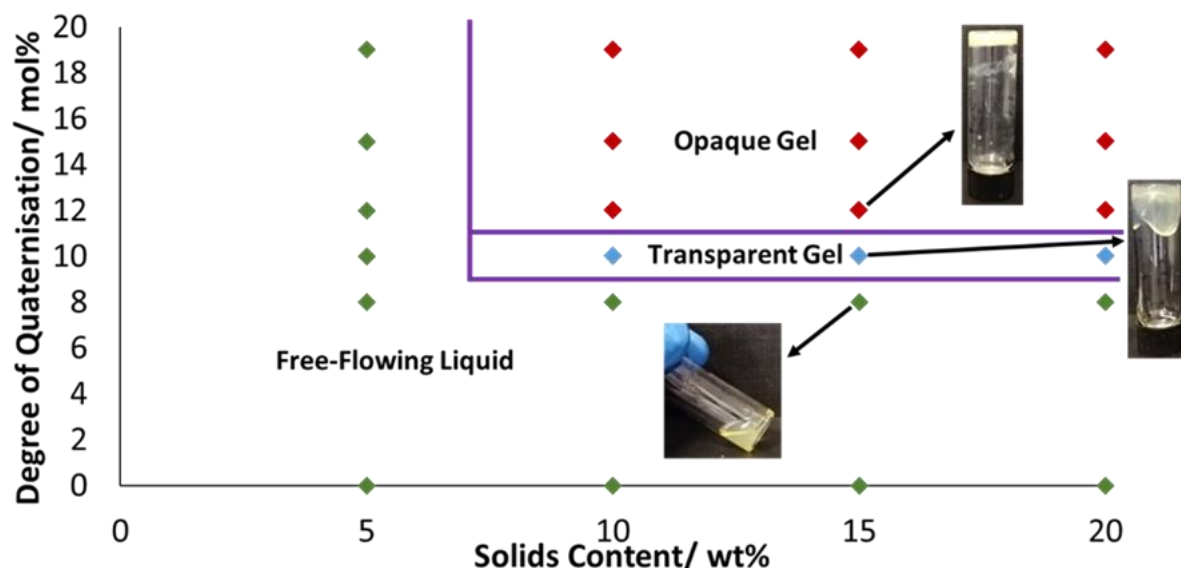 Degree of Quaternisation/ mol%
20
18
16
14
12
10
8
6
4
2
0
Opaque Gel
Transparent Gel
Free-Flowing Liquid
0 5 10 15 20
Solids Content/ wt%